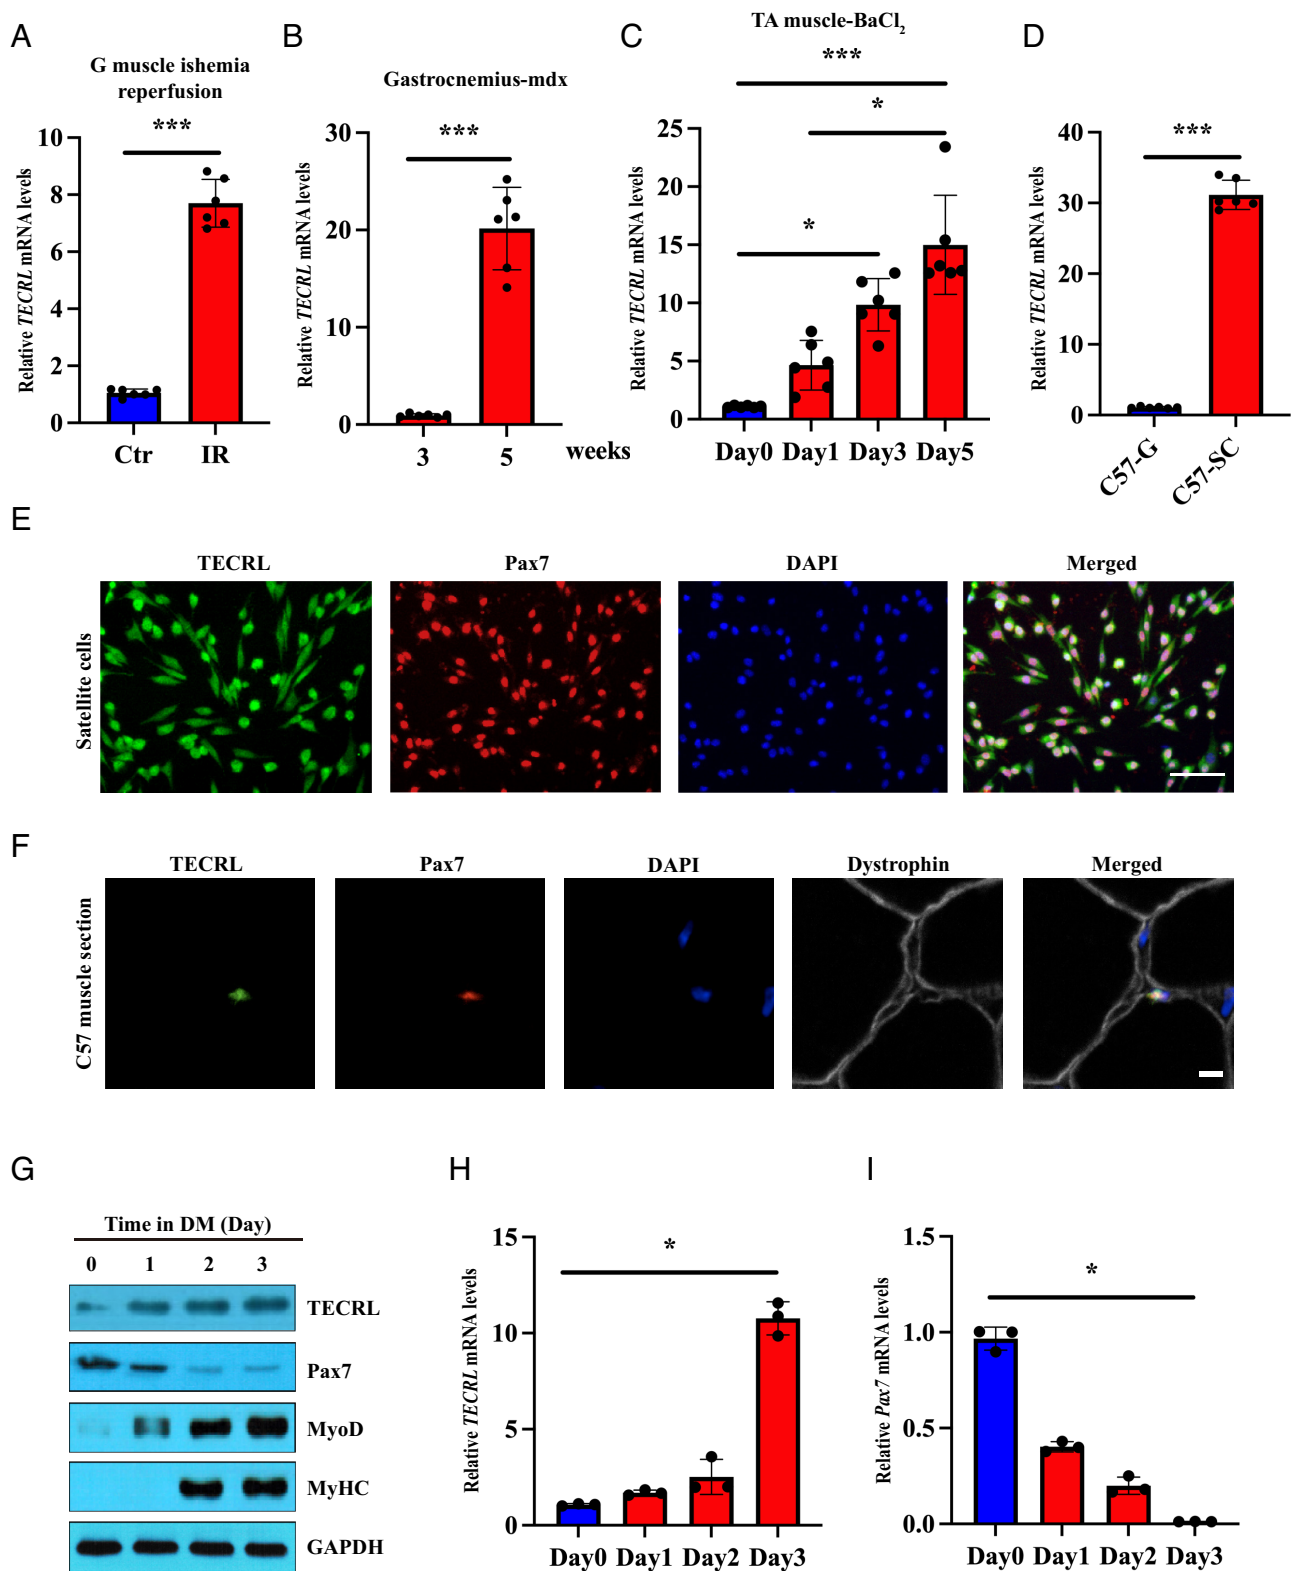 A
G muscle ishemia
reperfusion
***
Relative TECRL mRNA levels
10
8
6
4
2
0
Ctr IR
B
Gastrocnemius-mdx
***
Relative TECRL mRNA levels
30
20
10
0
3 5 weeks
C
TA muscle-BaCl₂
***
*
*
Relative TECRL mRNA levels
25
20
15
10
5
0
Day0 Day1 Day3 Day5
D
***
Relative TECRL mRNA levels
40
30
20
10
0
C57-G C57-SC
E
TECRL Pax7 DAPI Merged
Satellite cells
F
TECRL Pax7 DAPI Dystrophin Merged
C57 muscle section
G
Time in DM (Day)
0 1 2 3
TECRL
Pax7
MyoD
MyHC
GAPDH
H
*
Relative TECRL mRNA levels
15
10
5
0
Day0 Day1 Day2 Day3
I
*
Relative Pax7 mRNA levels
1.5
1.0
0.5
0.0
Day0 Day1 Day2 Day3